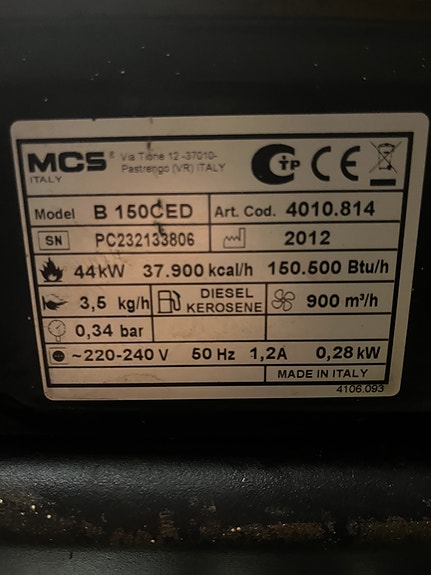 MCS ® Via Tione 12 -37010-
ITALY Pastrengo (VR) ITALY
CE
Model B 150CED Art. Cod. 4010.814
SN PC232133806 2012
44kW 37.900 kcal/h 150.500 Btu/h
3,5 kg/h DIESEL KEROSENE 900 m³/h
0,34 bar
~220-240 V 50 Hz 1,2A 0,28 kW
MADE IN ITALY
4106.093